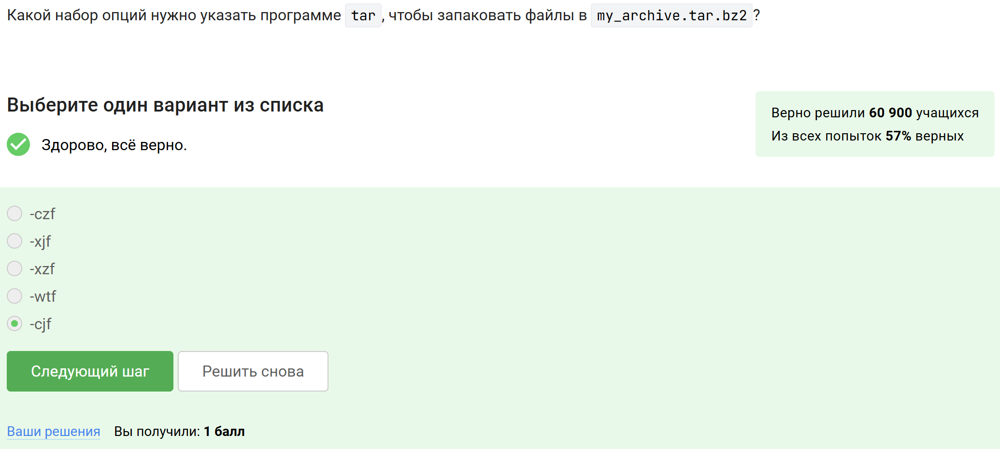 Какой набор опций нужно указать программе tar, чтобы запаковать файлы в my_archive.tar.bz2?
Выберите один вариант из списка
Здорово, всё верно.
Верно решили 60 900 учащихся
Из всех попыток 57% верных
-czf
-xjf
-xzf
-wtf
-cjf
Следующий шаг Решить снова
Ваши решения Вы получили: 1 балл